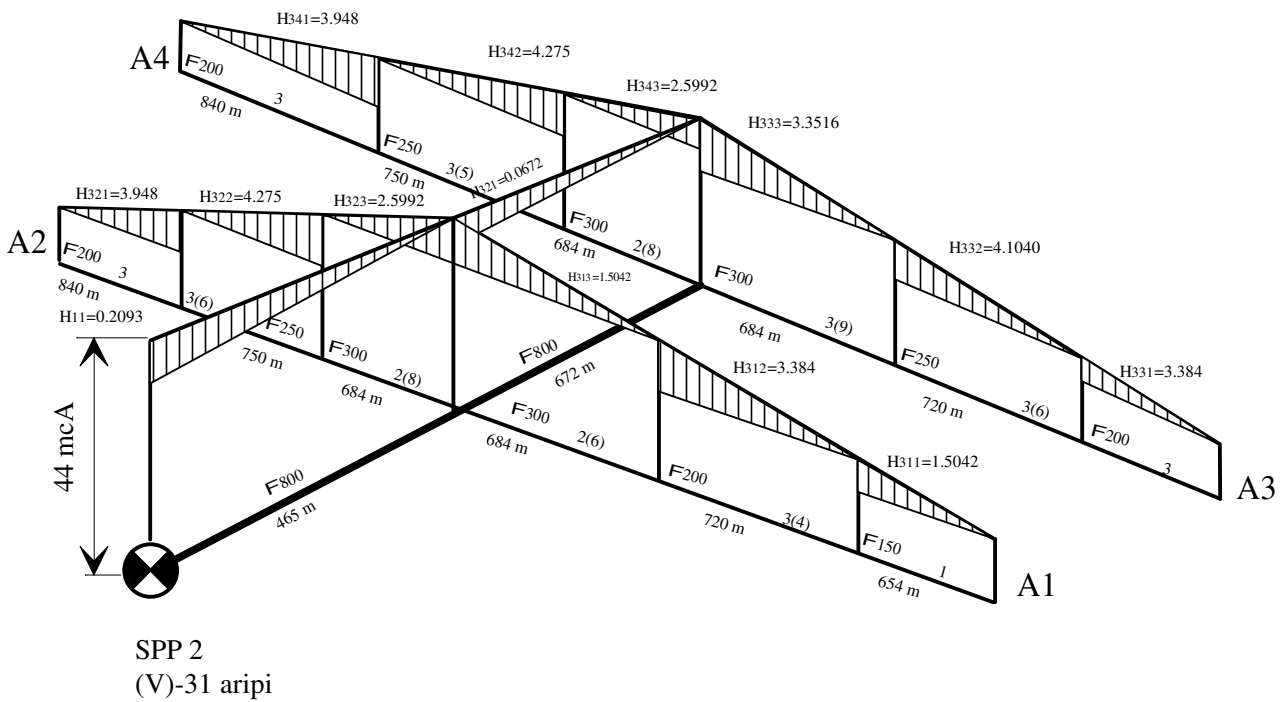 H341=3.948
A4
F200
3
840 m
H342=4.275
H343=2.5992
F250
3(5)
750 m
H321=0.0672
H333=3.3516
F300
2(8)
684 m
H321=3.948
H322=4.275
H323=2.5992
A2
F200
3
840 m
3(6)
H11=0.2093
F250
750 m
F300
2(8)
684 m
H313=1.5042
F300
3(9)
684 m
H332=4.1040
F250
3(6)
720 m
H331=3.384
F200
3
A3
F800
672 m
H312=3.384
F300
2(6)
684 m
F200
3(4)
720 m
H311=1.5042
F150
1
654 m
A1
44 mcA
F800
465 m
SPP 2
(V)-31 aripi